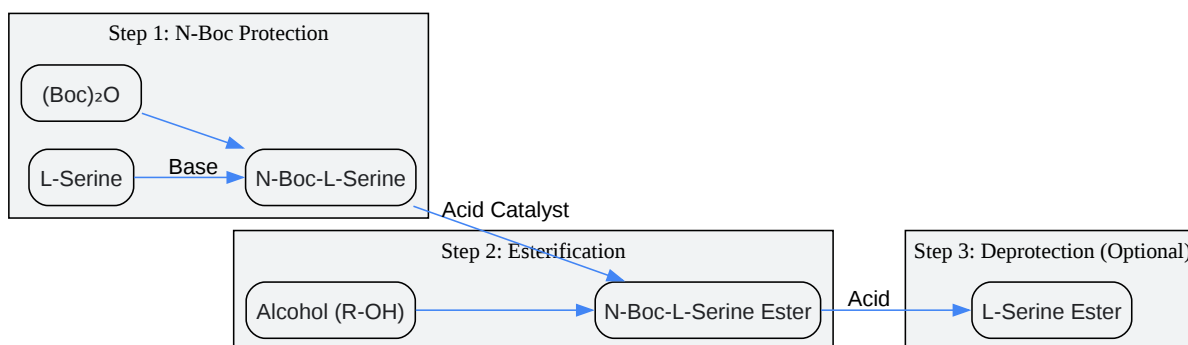 Step 1: N-Boc Protection
(Boc)₂O
L-Serine
Base
N-Boc-L-Serine
Acid Catalyst
Step 2: Esterification
Alcohol (R-OH)
N-Boc-L-Serine Ester
Acid
Step 3: Deprotection (Optional)
L-Serine Ester